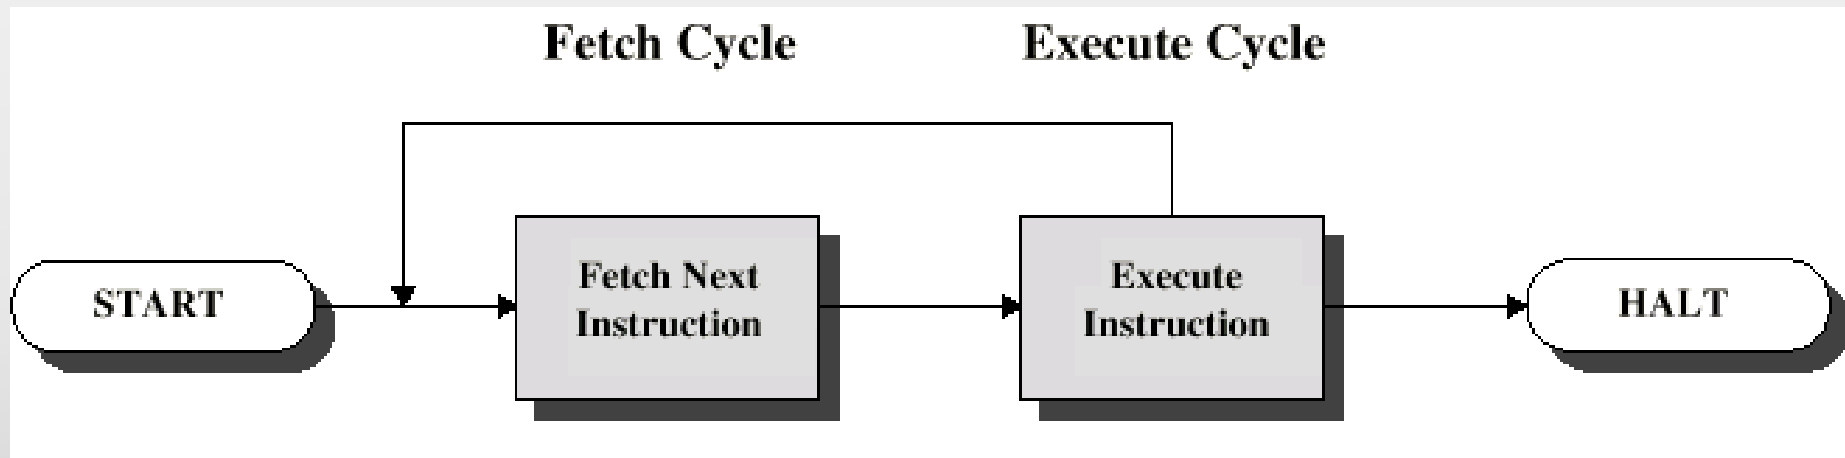 Fetch Cycle
Execute Cycle
START
Fetch Next
Instruction
Execute
Instruction
HALT